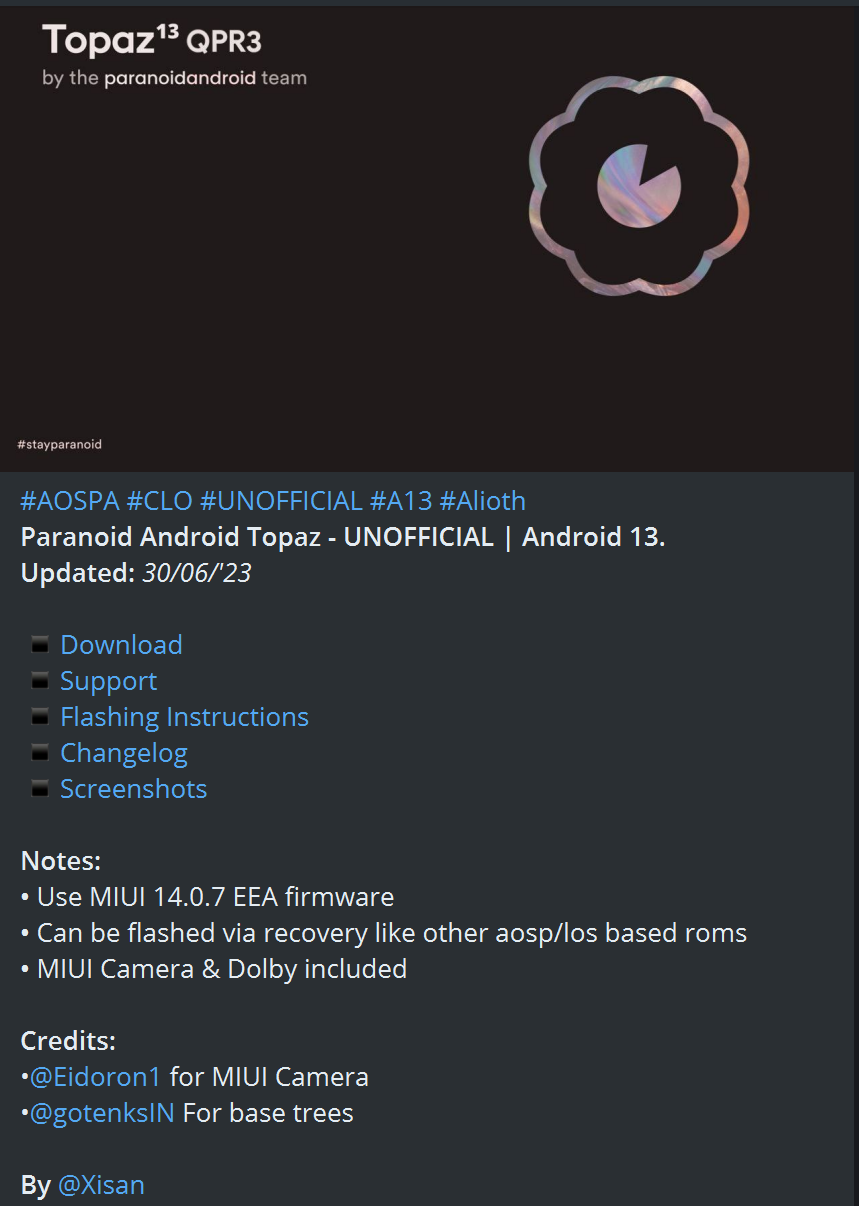 Topaz¹³ QPR3
by the paranoidandroid team
#stayparanoid
#AOSPA #CLO #UNOFFICIAL #A13 #Alioth
Paranoid Android Topaz - UNOFFICIAL | Android 13.
Updated: 30/06/'23
▪ Download
▪ Support
▪ Flashing Instructions
▪ Changelog
▪ Screenshots
Notes:
• Use MIUI 14.0.7 EEA firmware
• Can be flashed via recovery like other aosp/los based roms
• MIUI Camera & Dolby included
Credits:
•@Eidoron1 for MIUI Camera
•@gotenksIN For base trees
By @Xisan